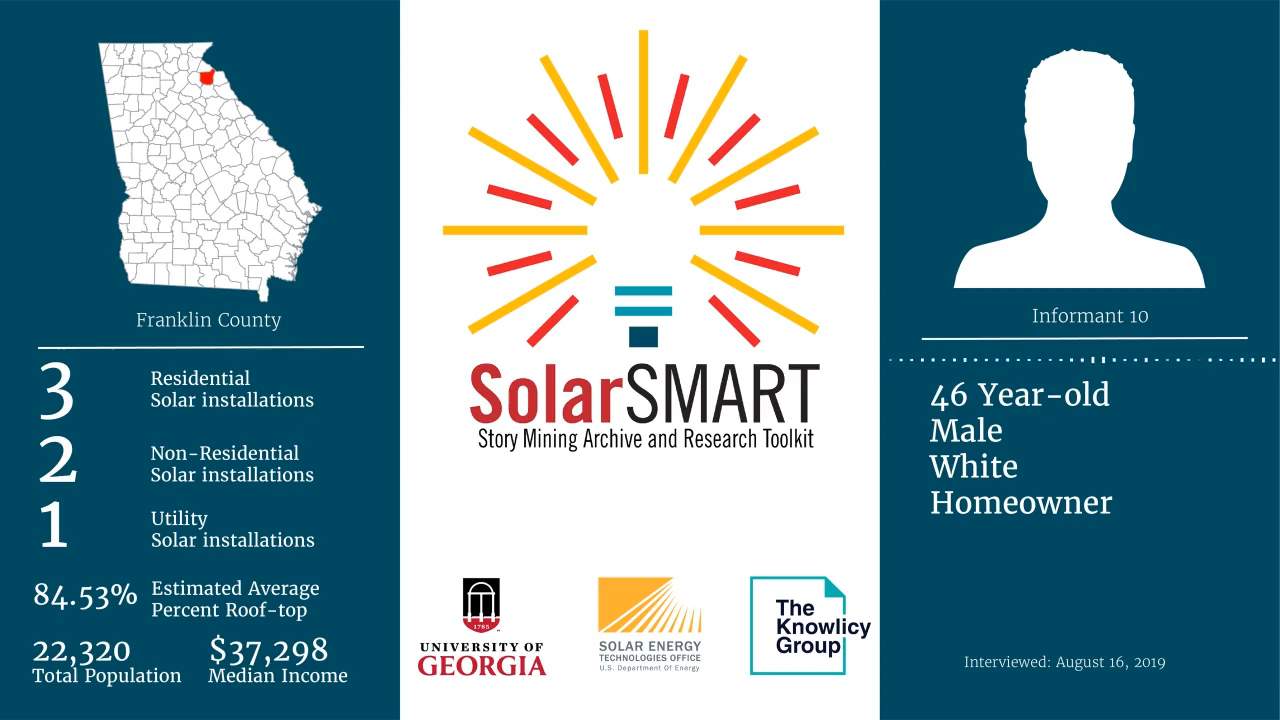 Franklin County
3
Residential
Solar installations
2
Non-Residential
Solar installations
1
Utility
Solar installations
84.53%
Estimated Average
Percent Roof-top
22,320
Total Population
$37,298
Median Income
SolarSMART
Story Mining Archive and Research Toolkit
1785
UNIVERSITY OF
GEORGIA
SOLAR ENERGY
TECHNOLOGIES OFFICE
U.S. Department Of Energy
The
Knowlicy
Group
Informant 10
46 Year-old
Male
White
Homeowner
Interviewed: August 16, 2019